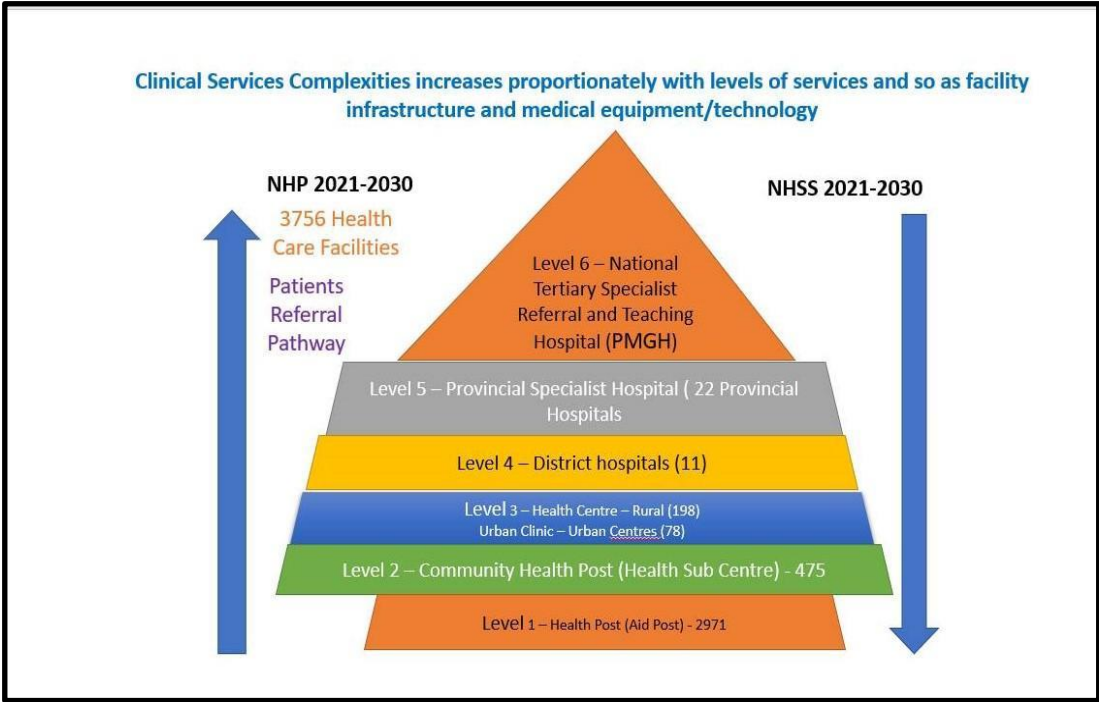 Clinical Services Complexities increases proportionately with levels of services and so as facility
infrastructure and medical equipment/technology
NHP 2021-2030
3756 Health
Care Facilities
Patients
Referral
Pathway
NHSS 2021-2030
Level 6 – National
Tertiary Specialist
Referral and Teaching
Hospital (PMGH)
Level 5 – Provincial Specialist Hospital ( 22 Provincial
Hospitals
Level 4 – District hospitals (11)
Level 3 – Health Centre – Rural (198)
Urban Clinic – Urban Centres (78)
Level 2 – Community Health Post (Health Sub Centre) - 475
Level 1 – Health Post (Aid Post) - 2971